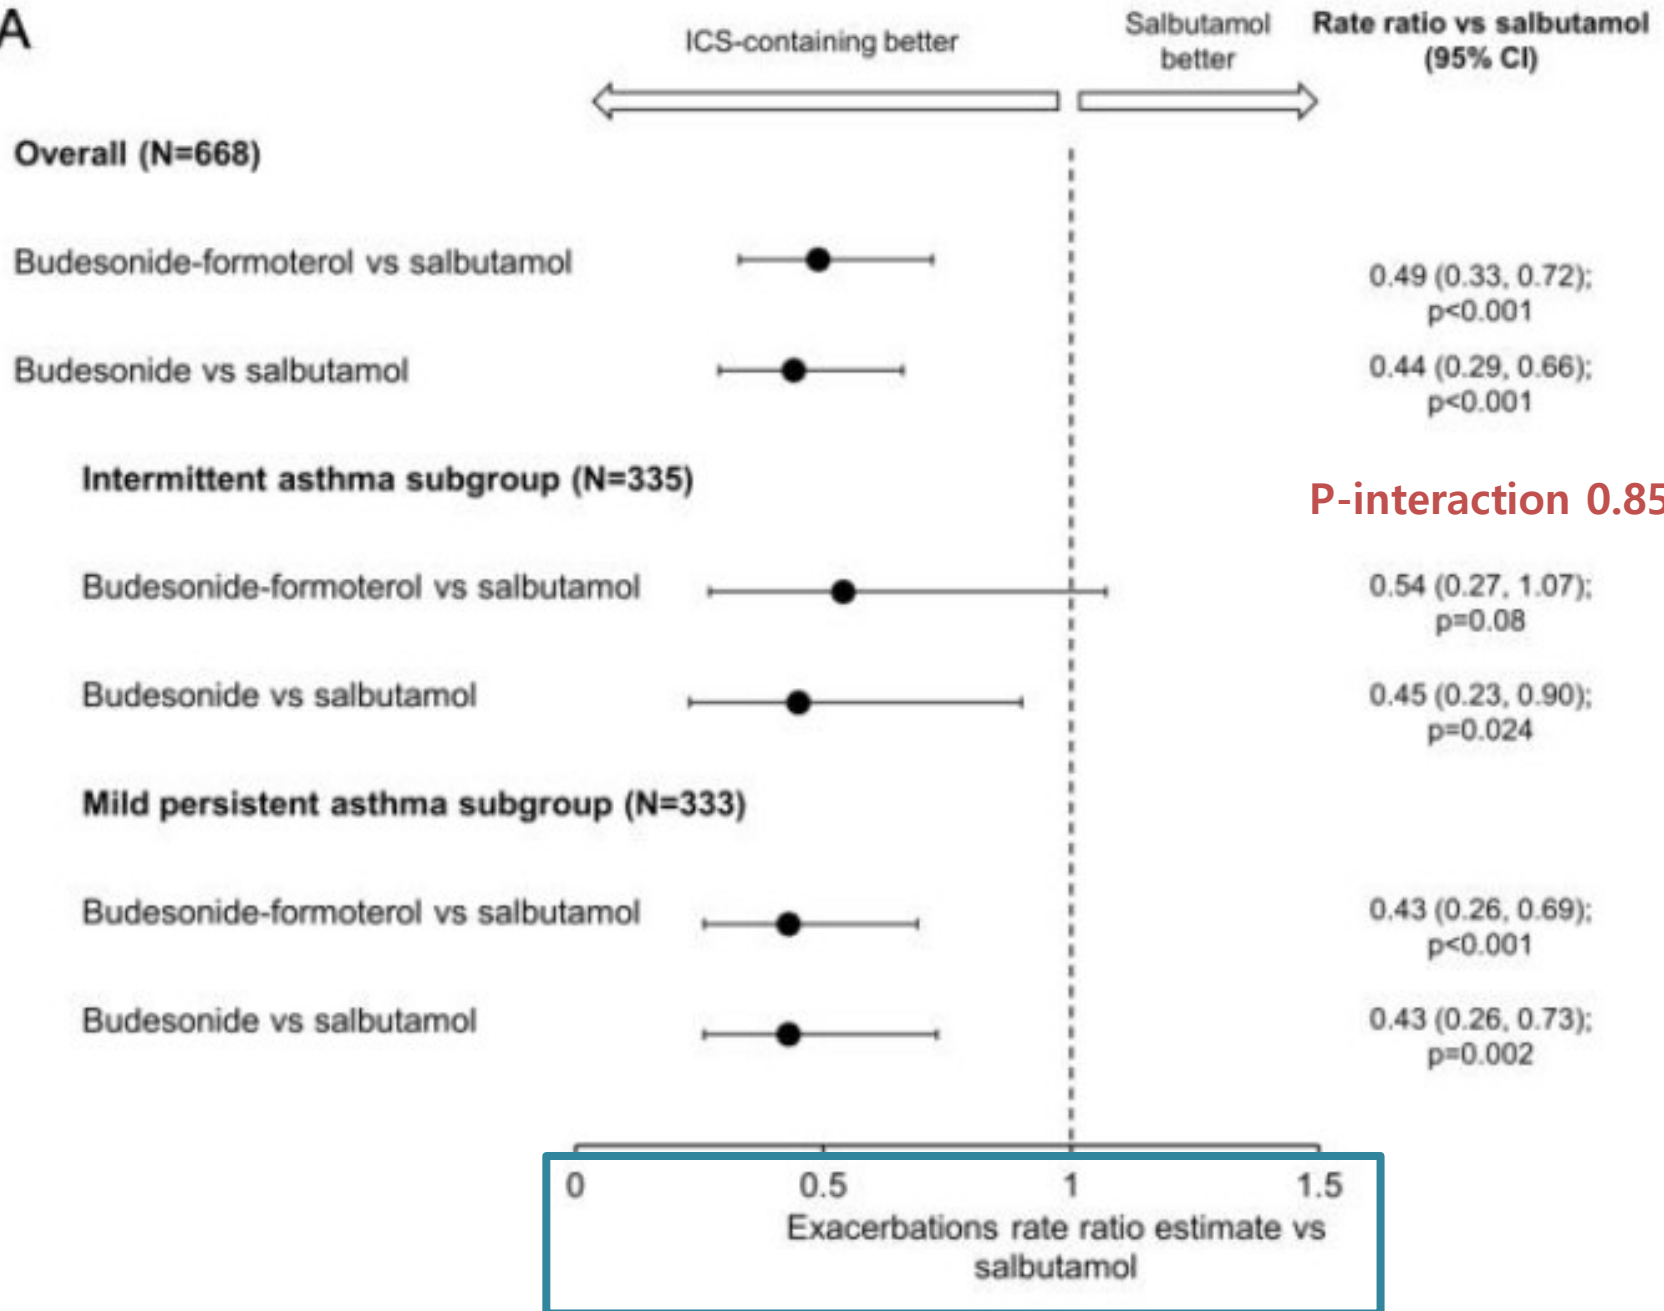 A
ICS-containing better
Salbutamol
better
Rate ratio vs salbutamol
(95% CI)
Overall (N=668)
Budesonide-formoterol vs salbutamol
0.49 (0.33, 0.72);
p<0.001
Budesonide vs salbutamol
0.44 (0.29, 0.66);
p<0.001
Intermittent asthma subgroup (N=335)
P-interaction 0.85
Budesonide-formoterol vs salbutamol
0.54 (0.27, 1.07);
p=0.08
Budesonide vs salbutamol
0.45 (0.23, 0.90);
p=0.024
Mild persistent asthma subgroup (N=333)
Budesonide-formoterol vs salbutamol
0.43 (0.26, 0.69);
p<0.001
Budesonide vs salbutamol
0.43 (0.26, 0.73);
p=0.002
0 0.5 1 1.5
Exacerbations rate ratio estimate vs
salbutamol